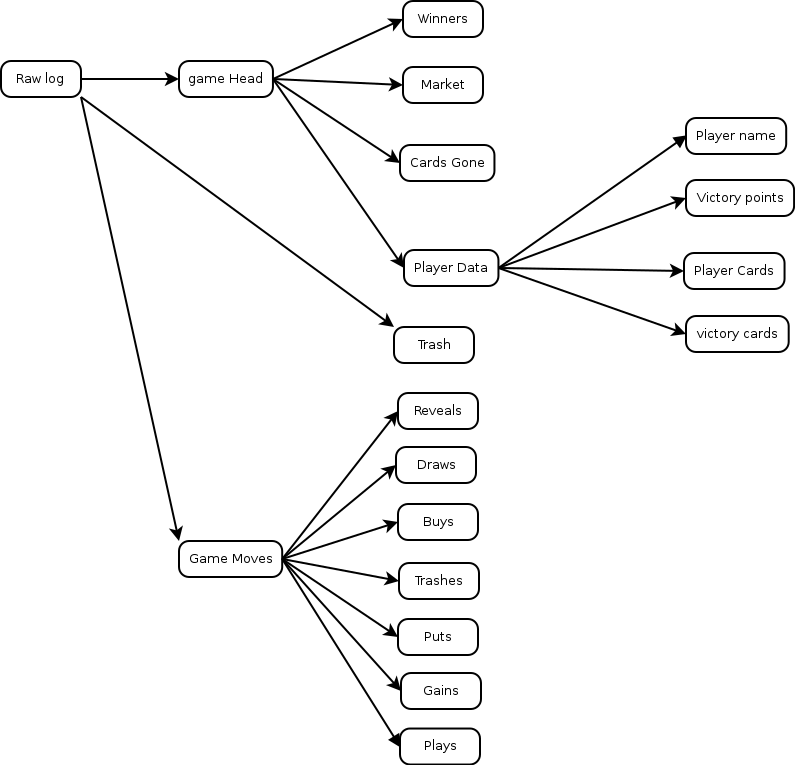 Winners
Raw log
game Head
Market
Cards Gone
Player name
Victory points
Player Data
Player Cards
victory cards
Trash
Reveals
Draws
Buys
Game Moves
Trashes
Puts
Gains
Plays